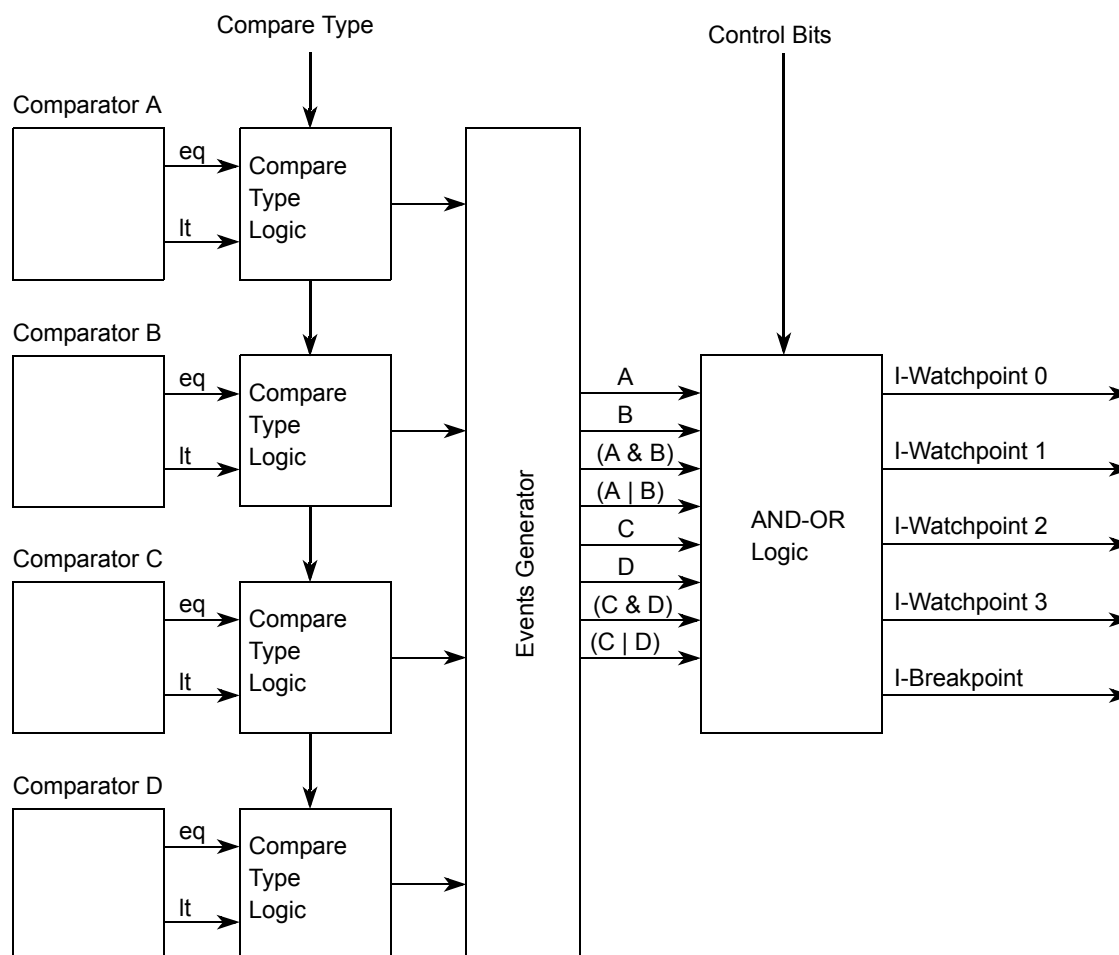 Compare Type
Control Bits
Comparator A
eq
lt
Compare
Type
Logic
Comparator B
eq
lt
Compare
Type
Logic
Comparator C
eq
lt
Compare
Type
Logic
Comparator D
eq
lt
Compare
Type
Logic
Events Generator
A
B
(A & B)
(A | B)
C
D
(C & D)
(C | D)
AND-OR
Logic
I-Watchpoint 0
I-Watchpoint 1
I-Watchpoint 2
I-Watchpoint 3
I-Breakpoint